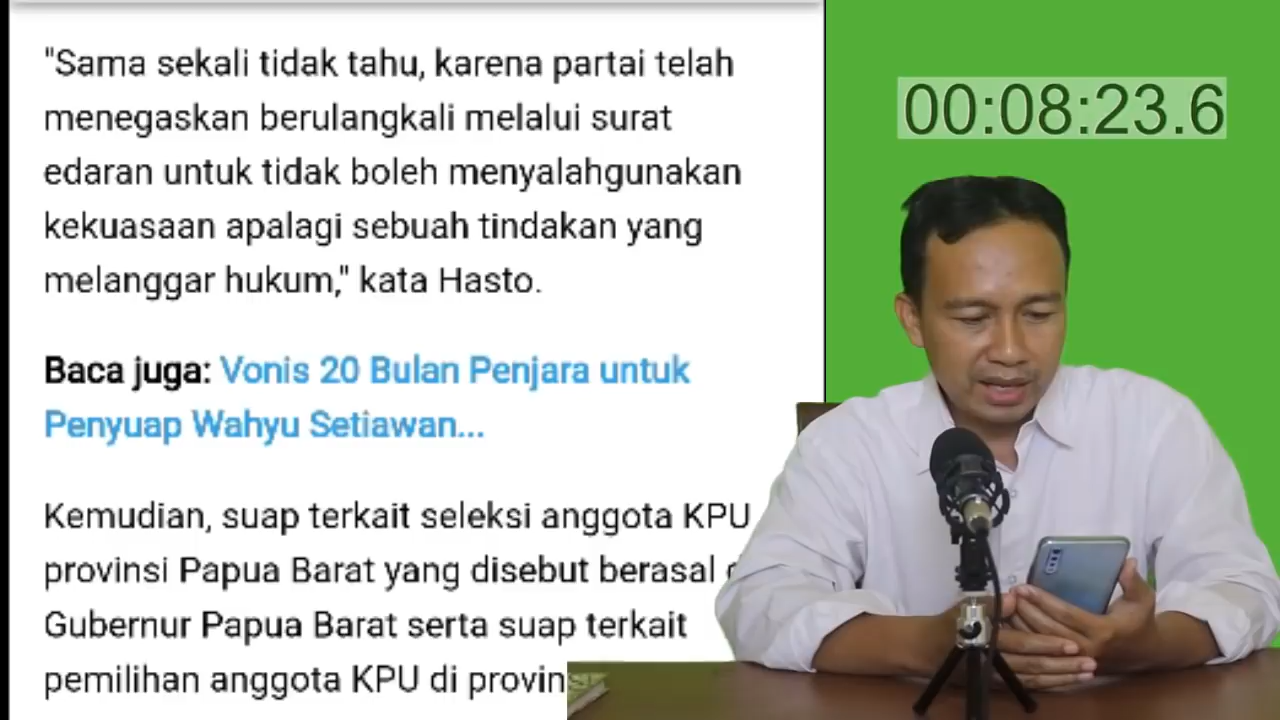 "Sama sekali tidak tahu, karena partai telah
menegaskan berulangkali melalui surat
edaran untuk tidak boleh menyalahgunakan
kekuasaan apalagi sebuah tindakan yang
melanggar hukum," kata Hasto.
Baca juga: Vonis 20 Bulan Penjara untuk
Penyuap Wahyu Setiawan...
Kemudian, suap terkait seleksi anggota KPU
provinsi Papua Barat yang disebut berasal
Gubernur Papua Barat serta suap terkait
pemilihan anggota KPU di
00:08:23.6